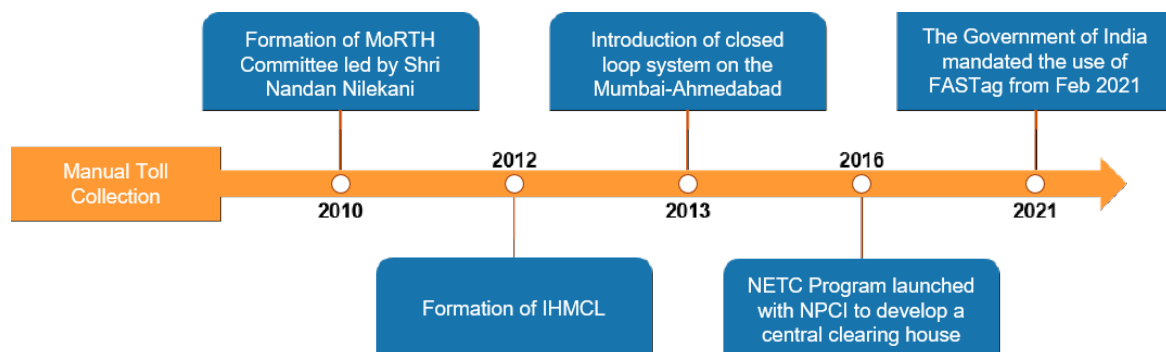 Formation of MoRTH
Committee led by Shri
Nandan Nilekani
Introduction of closed
loop system on the
Mumbai-Ahmedabad
The Government of India
mandated the use of
FASTag from Feb 2021
Manual Toll
Collection
2010
2012
2013
2016
2021
Formation of IHMCL
NETC Program launched
with NPCI to develop a
central clearing house